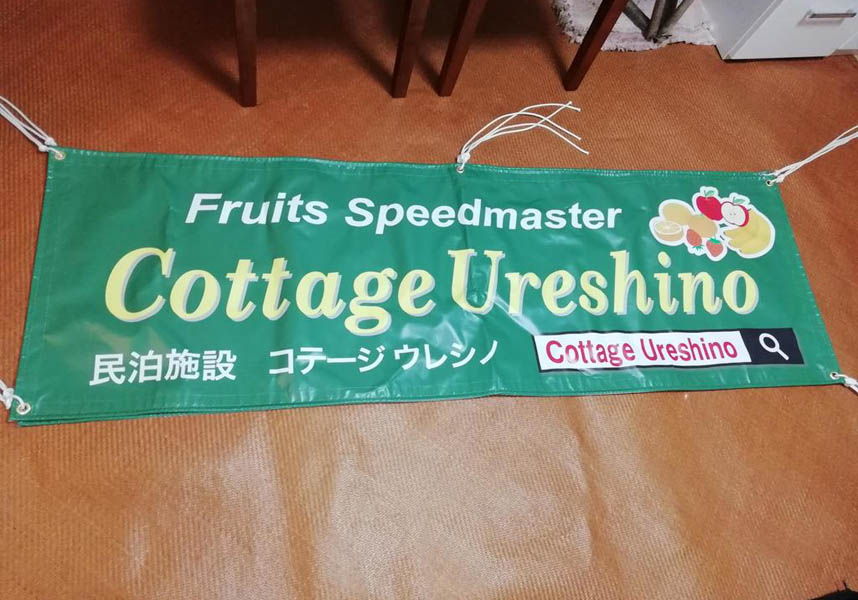 Fruits Speedmaster
Cottage Ureshino
民泊施設 コテージ ウレシノ
Cottage Ureshino